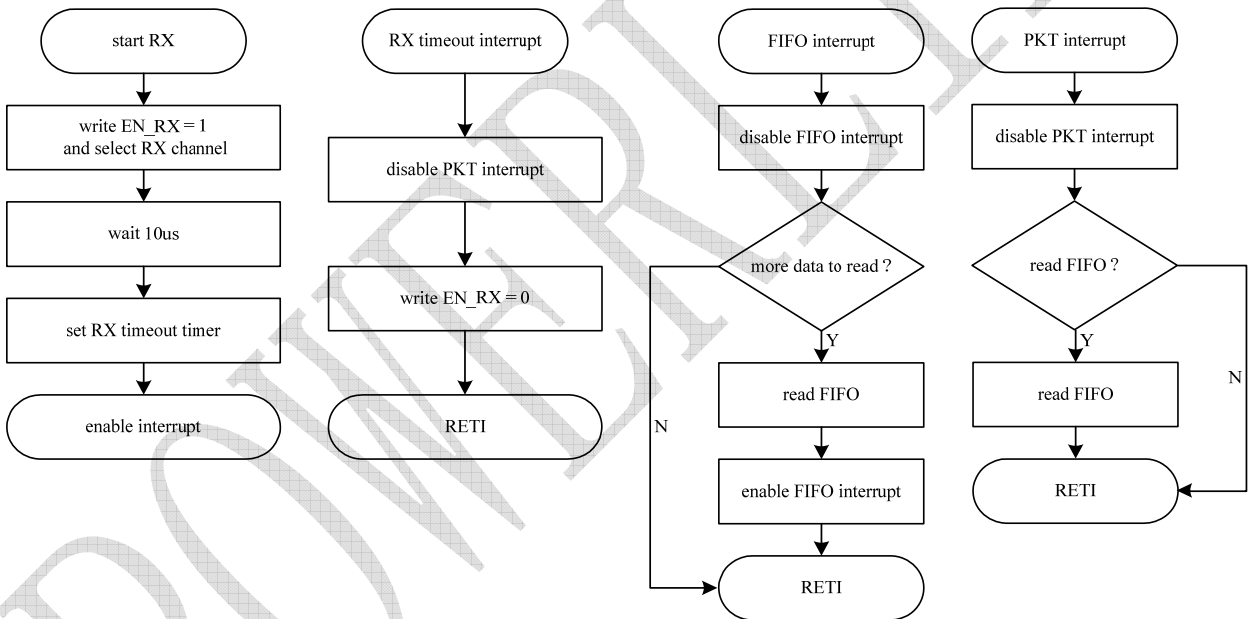 start RX
write EN_RX = 1
and select RX channel
wait 10us
set RX timeout timer
enable interrupt
RX timeout interrupt
disable PKT interrupt
write EN_RX = 0
RETI
FIFO interrupt
disable FIFO interrupt
more data to read ?
Y
N
read FIFO
enable FIFO interrupt
RETI
PKT interrupt
disable PKT interrupt
read FIFO ?
Y
N
read FIFO
RETI